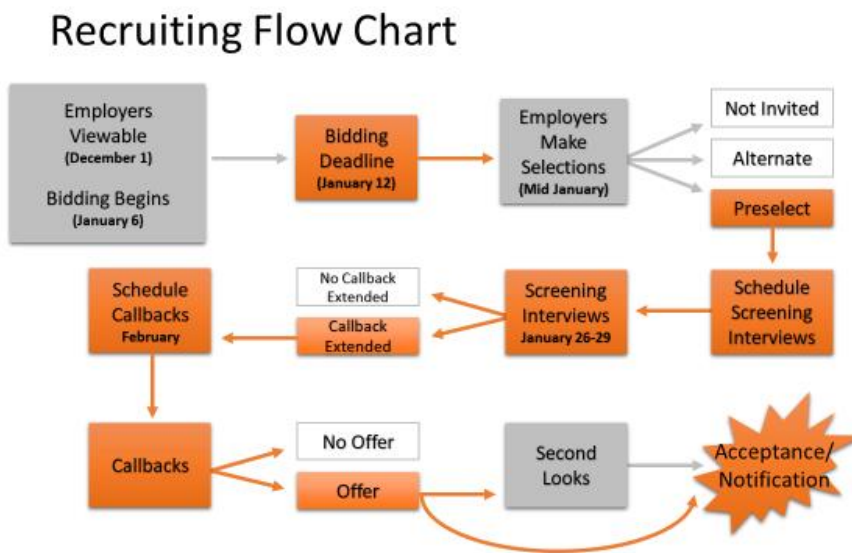 Recruiting Flow Chart
Employers
Viewable
(December 1)
Bidding Begins
(January 6)
Bidding
Deadline
(January 12)
Employers
Make
Selections
(Mid January)
Not Invited
Alternate
Preselect
Schedule
Callbacks
February
No Callback
Extended
Callback
Extended
Screening
Interviews
January 26-29
Schedule
Screening
Interviews
Callbacks
No Offer
Offer
Second
Looks
Acceptance/
Notification